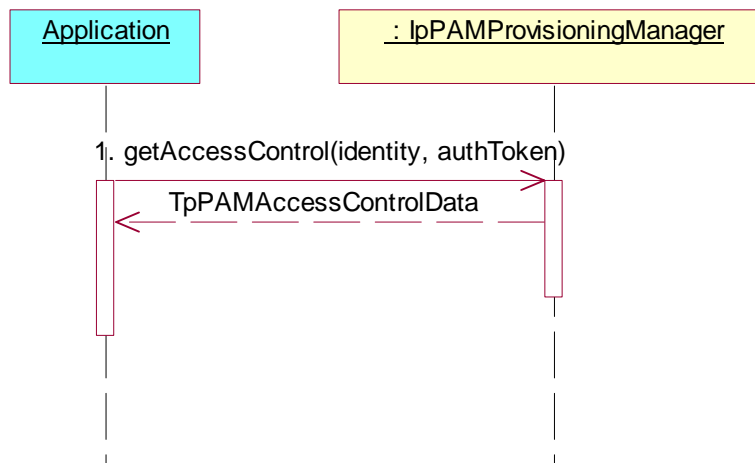 Application
: IpPAMProvisioningManager
1. getAccessControl(identity, authToken)
TpPAMAccessControlData